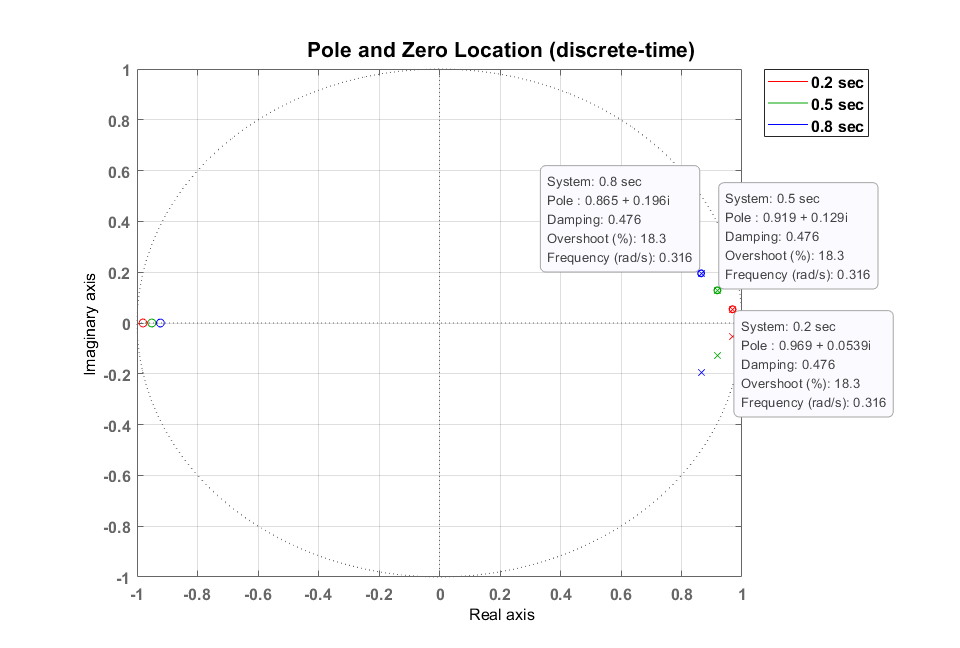 Pole and Zero Location (discrete-time)
0.2 sec
0.5 sec
0.8 sec
System: 0.8 sec
Pole : 0.865 + 0.196i
Damping: 0.476
Overshoot (%): 18.3
Frequency (rad/s): 0.316
System: 0.5 sec
Pole : 0.919 + 0.129i
Damping: 0.476
Overshoot (%): 18.3
Frequency (rad/s): 0.316
System: 0.2 sec
Pole : 0.969 + 0.0539i
Damping: 0.476
Overshoot (%): 18.3
Frequency (rad/s): 0.316
Imaginary axis
1
0.8
0.6
0.4
0.2
0
-0.2
-0.4
-0.6
-0.8
-1
-1 -0.8 -0.6 -0.4 -0.2 0 0.2 0.4 0.6 0.8 1
Real axis